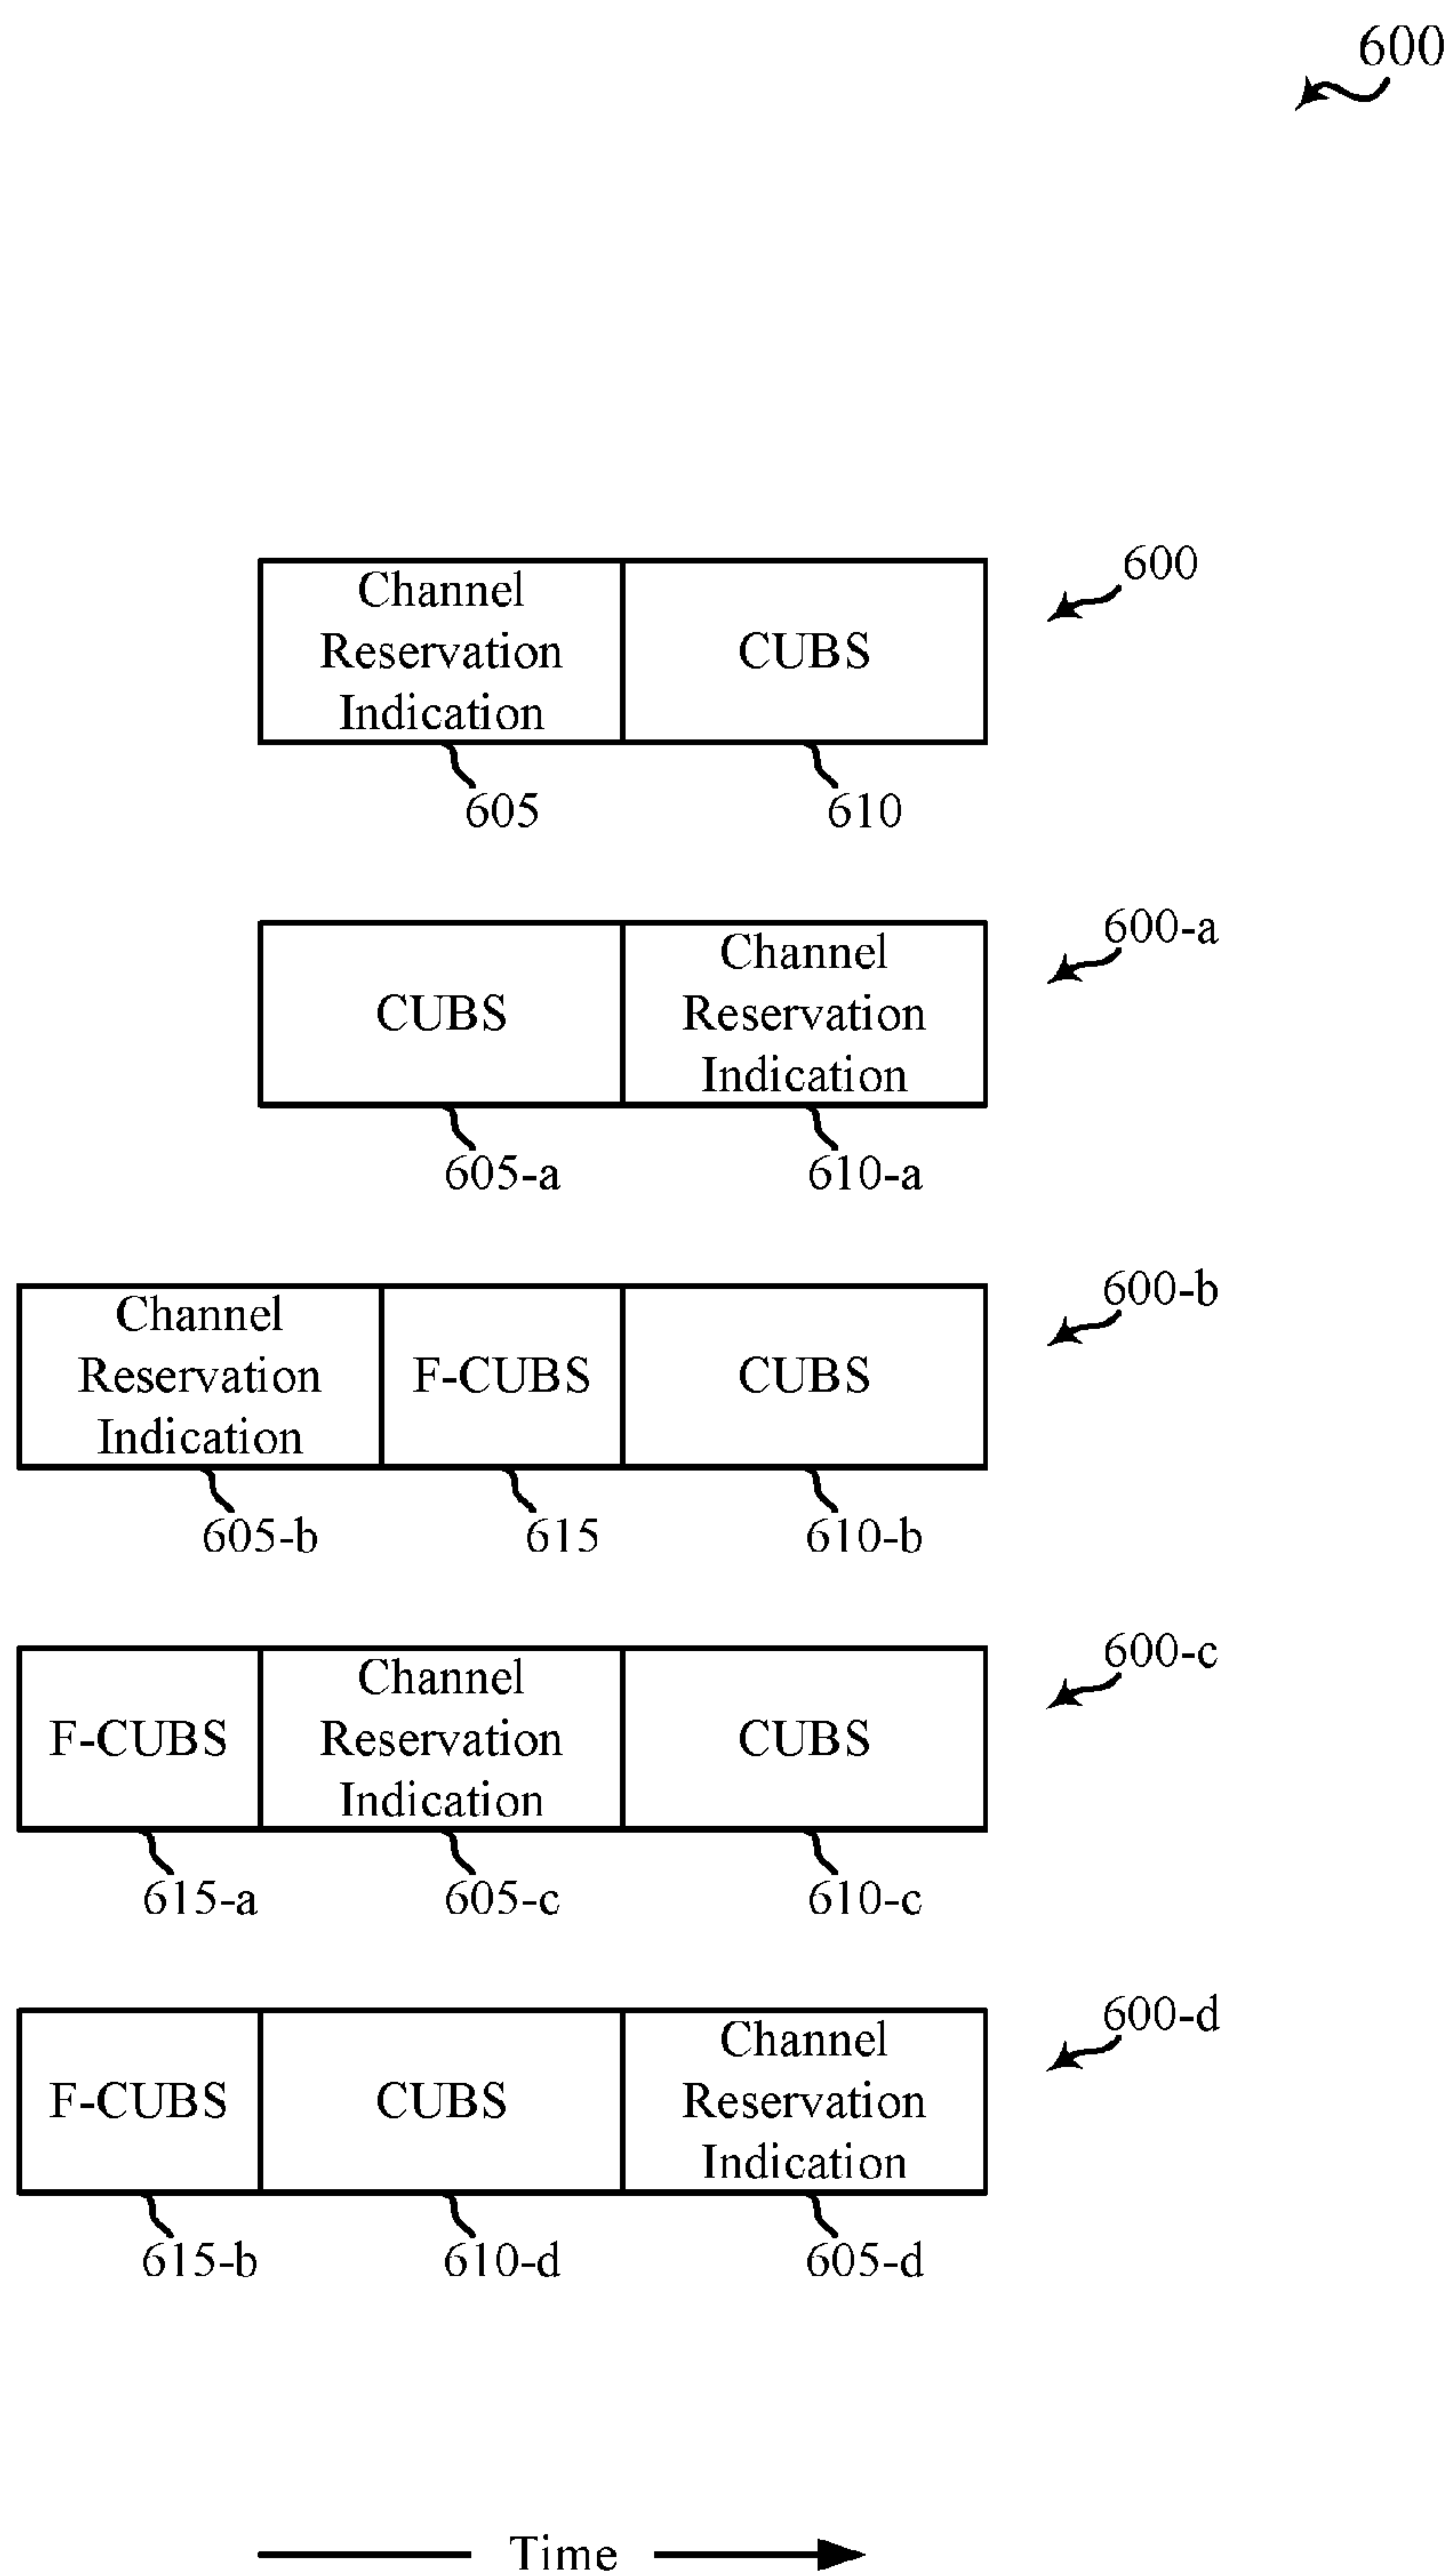 600
600
Channel
Reservation
Indication
CUBS
605
610
600-a
CUBS
Channel
Reservation
Indication
605-a
610-a
600-b
Channel
Reservation
Indication
F-CUBS
CUBS
605-b
615
610-b
600-c
F-CUBS
Channel
Reservation
Indication
CUBS
615-a
605-c
610-c
600-d
F-CUBS
CUBS
Channel
Reservation
Indication
615-b
610-d
605-d
Time